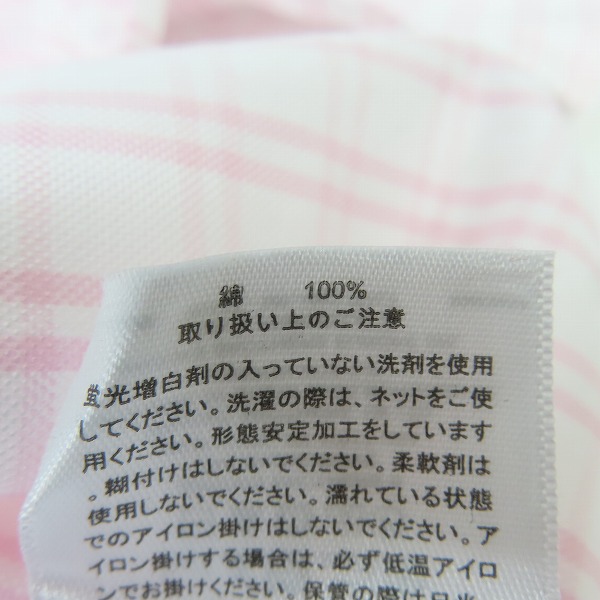 綿 100%
取り扱い上のご注意
蛍光増白剤の入っていない洗剤を使用
してください。洗濯の際は、ネットをご使
用ください。形態安定加工をしています
。糊付けはしないでください。柔軟剤は
使用しないでください。濡れている状態
でのアイロン掛けはしないでください。ア
イロン掛けする場合は、必ず低温アイロ
ンでお掛けください。保管の際は日光